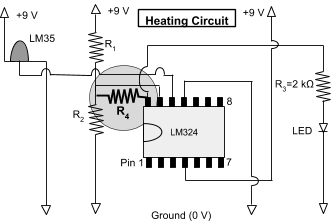 +9 V
+9 V
Heating Circuit
+9 V
LM35
R1
R3=2 kΩ
R4
8
R2
LM324
LED
Pin 1
7
Ground (0 V)